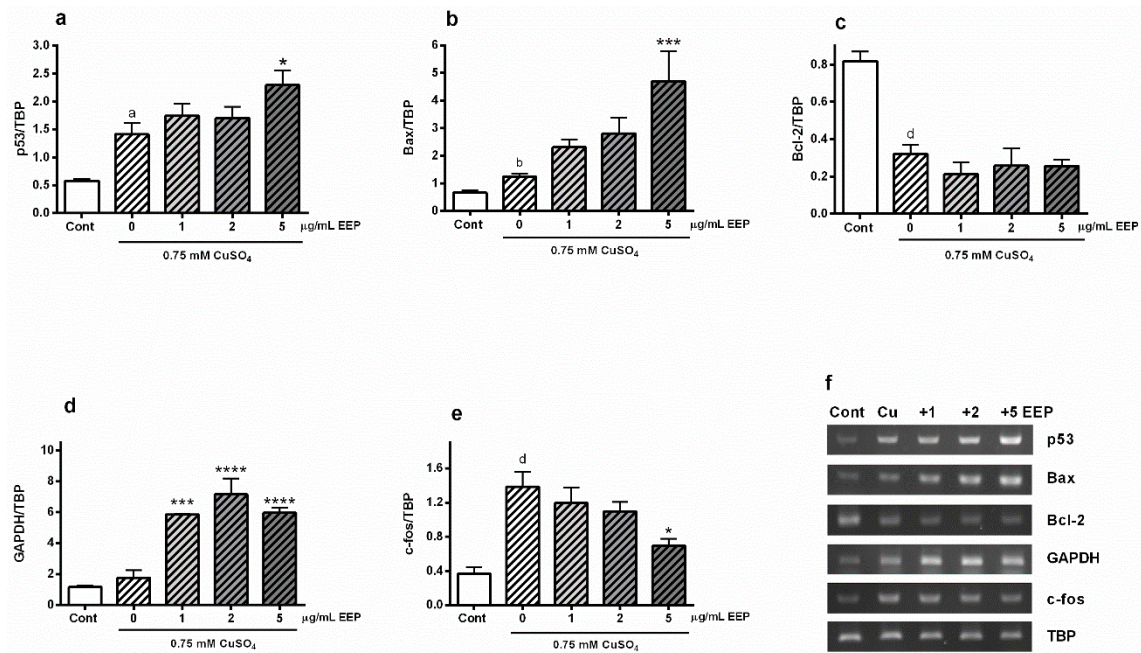 a
3.0
2.5
2.0
1.5
1.0
0.5
0.0
p53/TBP
a
*
Cont
0 1 2 5 μg/mL EEP
0.75 mM CuSO₄
b
6
5
4
3
2
1
0
Bax/TBP
b
***
Cont
0 1 2 5 μg/mL EEP
0.75 mM CuSO₄
c
0.8
0.6
0.4
0.2
0.0
Bcl-2/TBP
d
Cont
0 1 2 5 μg/mL EEP
0.75 mM CuSO₄
d
10
8
6
4
2
0
GAPDH/TBP
***
****
****
Cont 0 1 2 5 μg/mL EEP
0.75 mM CuSO₄
e
1.6
1.2
0.8
0.4
0.0
c-fos/TBP
d
*
Cont 0 1 2 5 μg/mL EEP
0.75 mM CuSO₄
f
Cont Cu +1 +2 +5 EEP
p53
Bax
Bcl-2
GAPDH
c-fos
TBP